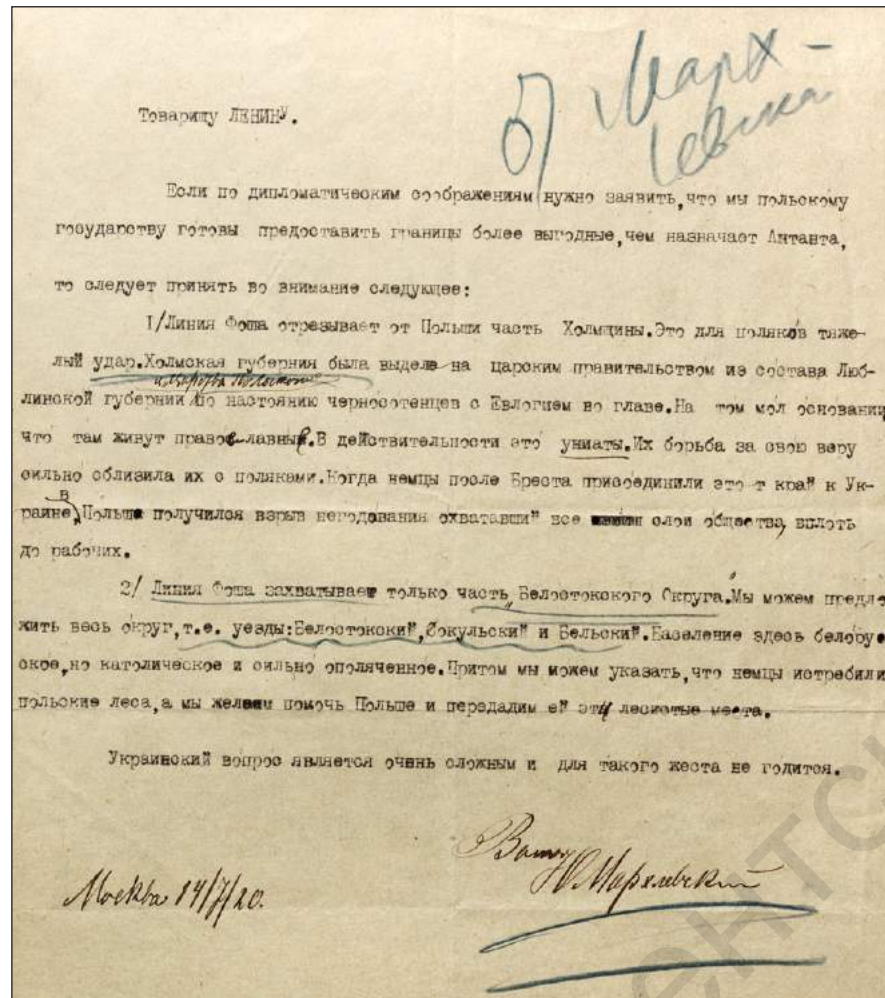 5) Марх-
левска
Товарищу ЛЕНИНУ.
Если по дипломатическим соображениям нужно заявить,что мы польскому
государству готовы предоставить границы более выгодные,чем назначает Антанта,
то следует принять во внимание следующее:
1/Линия Фоша отрезывает от Польши часть Холмщины.Это для поляков тяже-
лый удар.Холмская губерния была выделена царским правительством из состава Люб-
линской губернии по настоянию черносотенцев с Евлогием во главе.На том мол основании
что там живут православный.В действительности это униаты.Их борьба за свою веру
сильно сблизила их с поляками.Когда немцы после Бреста присоединили это т край к Ук-
раине,в Польше получился взрыв негодования охвативший все слои общества, вплоть
до рабочих.
2/ Линия Фоша захватывает только часть "Белостокского Округа".Мы можем предло
жить весь округ,т.е. уезды:Белостокский,Сокульский и Бельский.Население здесь белорус
ское,но католическое и сильно ополяченное.Притом мы можем указать,что немцы истребили
польские леса,а мы желаем помочь Польше и передадим ей эти лесистые места.
Украинский вопрос является очень сложным и для такого жеста не годится.
Ваш Ю Мархлевский
Москва 14/7/20.